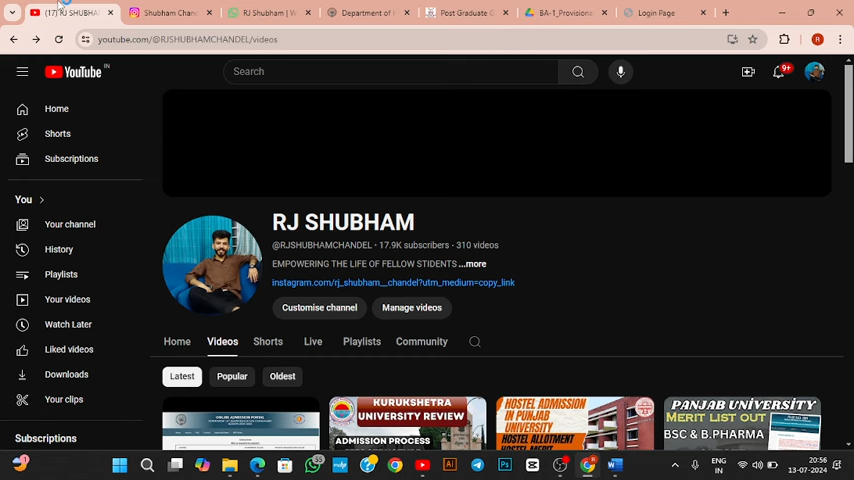 (17) RJ SHUBHAM
Shubham Chan
RJ Shubham | W
Department of
Post Graduate G
BA-1_Provisional
Login Page
youtube.com/@RJSHUBHAMCHANDEL/videos
R
YouTube IN
Search
9+
Home
Shorts
Subscriptions
You
Your channel
History
Playlists
Your videos
Watch Later
Liked videos
Downloads
Your clips
Subscriptions
RJ SHUBHAM
@RJSHUBHAMCHANDEL • 17.9K subscribers • 310 videos
EMPOWERING THE LIFE OF FELLOW STIDENTS ...more
instagram.com/rj_shubham__chandel?utm_medium=copy_link
Customise channel
Manage videos
Home Videos Shorts Live Playlists Community
Latest Popular Oldest
ONLINE ADMISSION PORTAL
KURUKSHETRA
UNIVERSITY REVIEW
ADMISSION PROCESS
HOSTEL ADMISSION
IN PUNJAB
UNIVERSITY
HOSTEL ALLOTMENT
PANJAB UNIVERSITY
MERIT LIST OUT
BSC & B.PHARMA
ENG
IN
20:56
13-07-2024